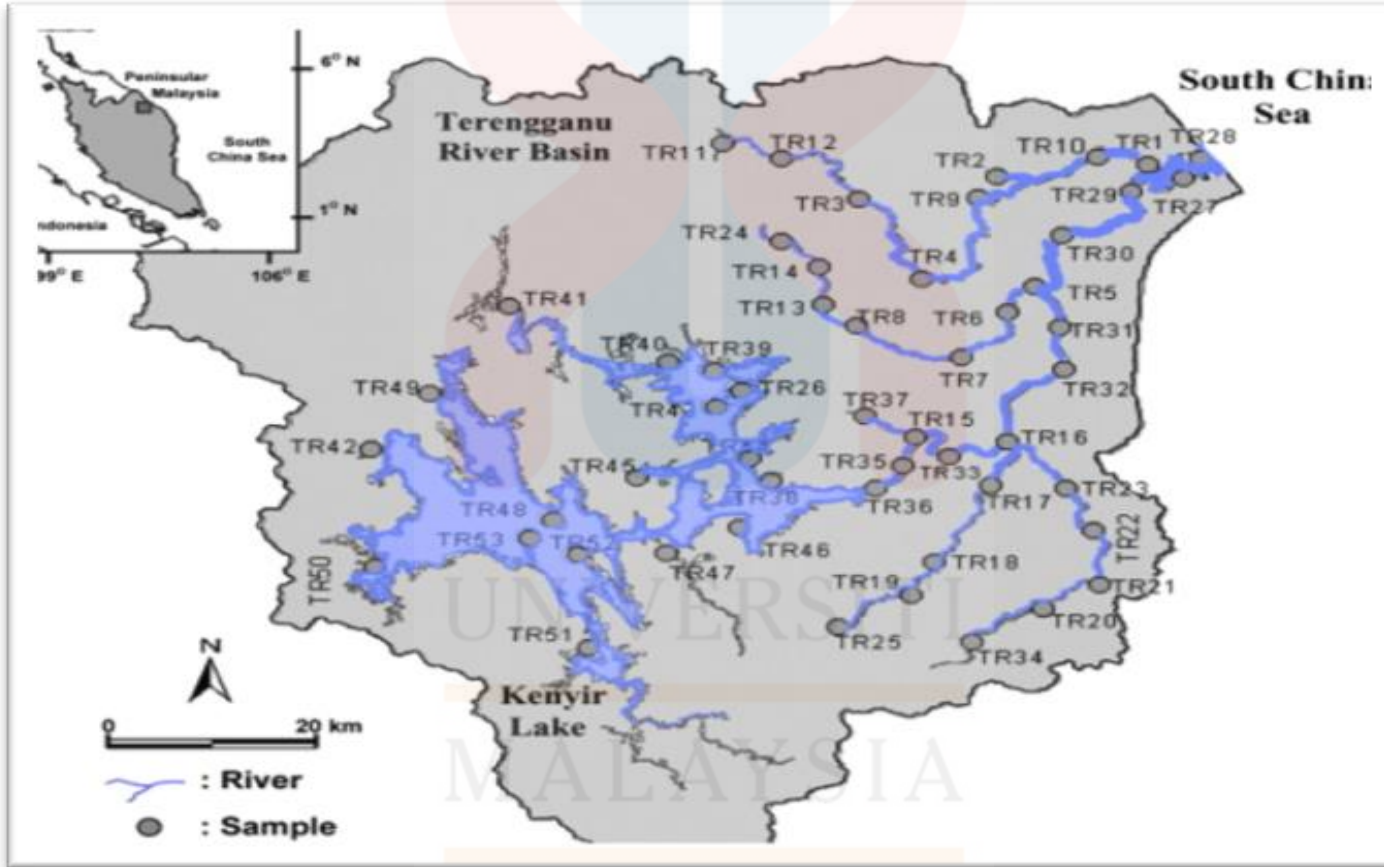 6° N
Peninsular
Malaysia
South
China Sea
1° N
ndonesia
99° E
106° E
Terengganu
River Basin
South Chin
Sea
TR28
TR1
TR10
TR2
TR12
TR11
TR9
TR29
TR27
TR3
TR24
TR30
TR4
TR14
TR5
TR13
TR8
TR6
TR31
TR41
TR40
TR39
TR7
TR32
TR49
TR26
TR37
TR15
TR16
TR42
TR45
TR35
TR33
TR38
TR36
TR17
TR23
TR48
TR53
TR46
TR22
TR47
TR18
TR50
TR19
TR21
TR20
TR51
TR25
TR34
UNIVERSITI
N
Kenyir
Lake
0
20 km
MALAYSIA
: River
: Sample